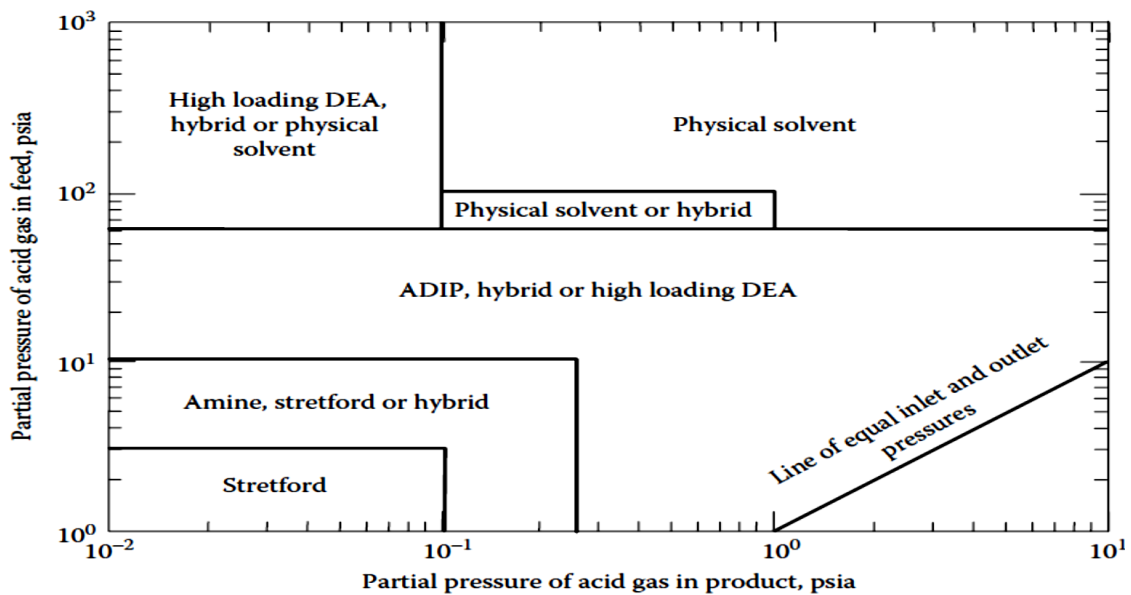 Partial pressure of acid gas in feed, psia
10³
10²
10¹
10⁰
High loading DEA,
hybrid or physical
solvent
Physical solvent
Physical solvent or hybrid
ADIP, hybrid or high loading DEA
Amine, stretford or hybrid
Stretford
Line of equal inlet and outlet
pressures
10⁻²
10⁻¹
10⁰
10¹
Partial pressure of acid gas in product, psia